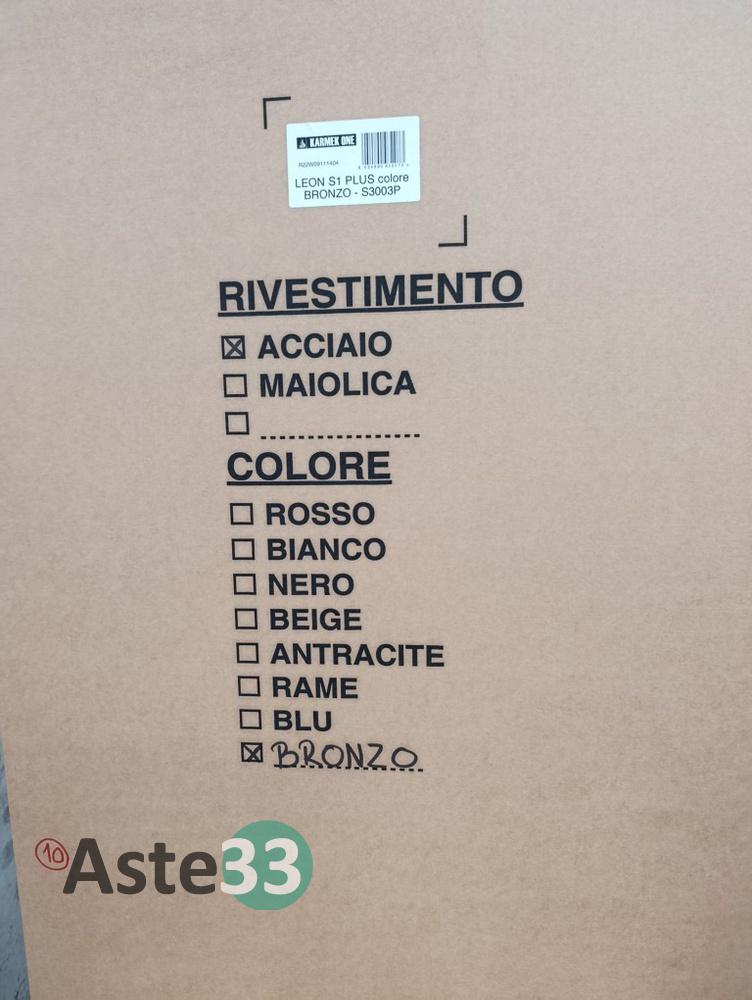 KARMEK ONE
R22W09111404
LEON S1 PLUS colore
BRONZO - S3003P
RIVESTIMENTO
ACCIAIO
MAIOLICA
COLORE
ROSSO
BIANCO
NERO
BEIGE
ANTRACITE
RAME
BLU
BRONZO
10
Aste33